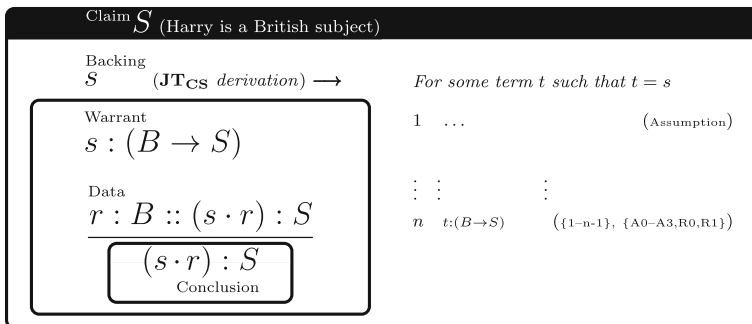 Claim S (Harry is a British subject)
Backing
s (JT_CS derivation) ⟶ For some term t such that t = s
Warrant
1 ... (Assumption)
s : (B → S)
Data
⋮ ⋮ ⋮
r : B :: (s · r) : S
n t:(B→S) ({1–n-1}, {A0–A3,R0,R1})
(s · r) : S
Conclusion